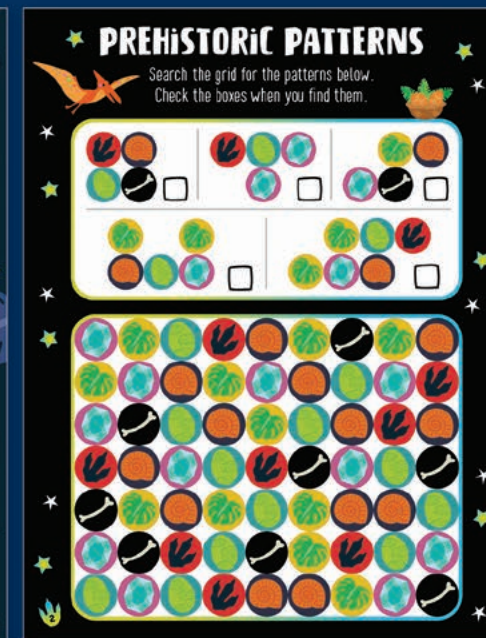 PREHISTORIC PATTERNS
Search the grid for the patterns below.
Check the boxes when you find them.
2